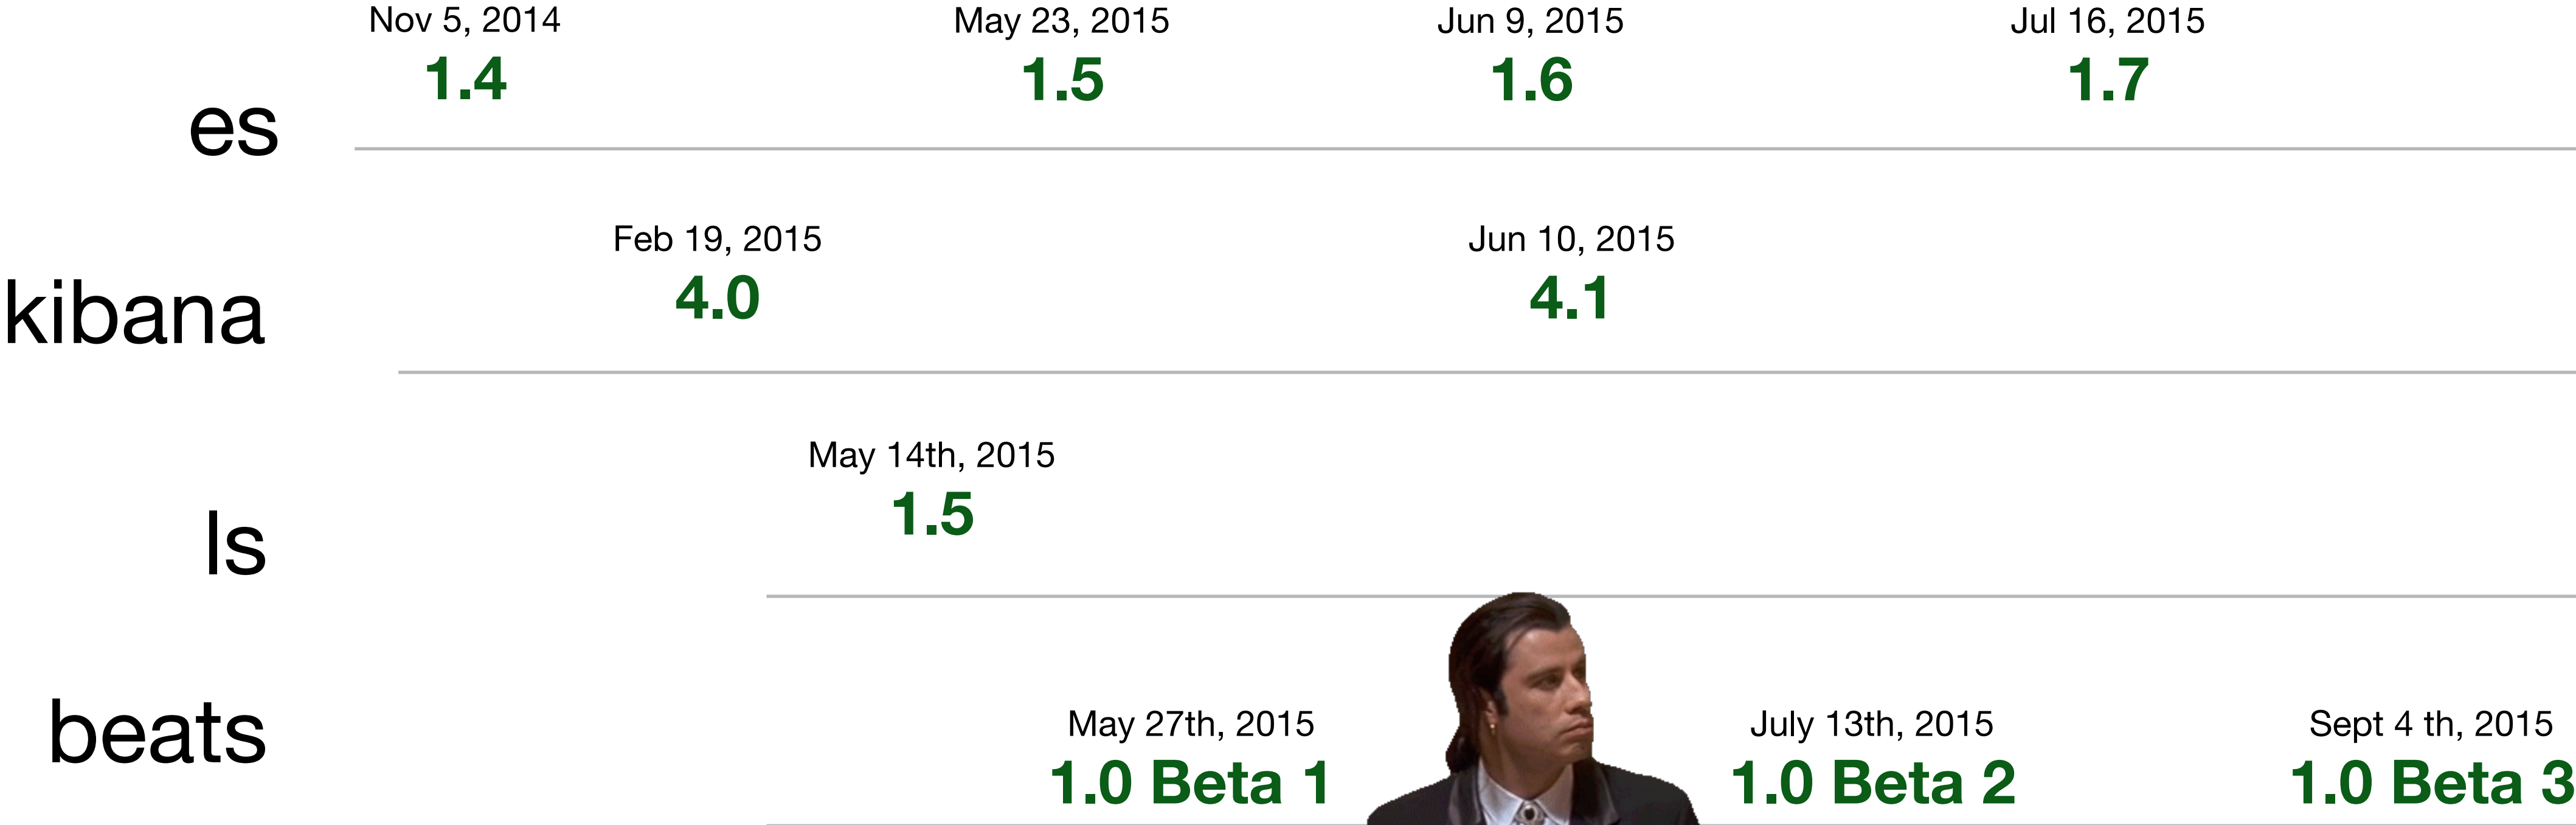 Nov 5, 2014 May 23, 2015 Jun 9, 2015 Jul 16, 2015
1.4 1.5 1.6 1.7
es
Feb 19, 2015 Jun 10, 2015
4.0 4.1
kibana
May 14th, 2015
1.5
ls
beats
May 27th, 2015 July 13th, 2015 Sept 4 th, 2015
1.0 Beta 1 1.0 Beta 2 1.0 Beta 3